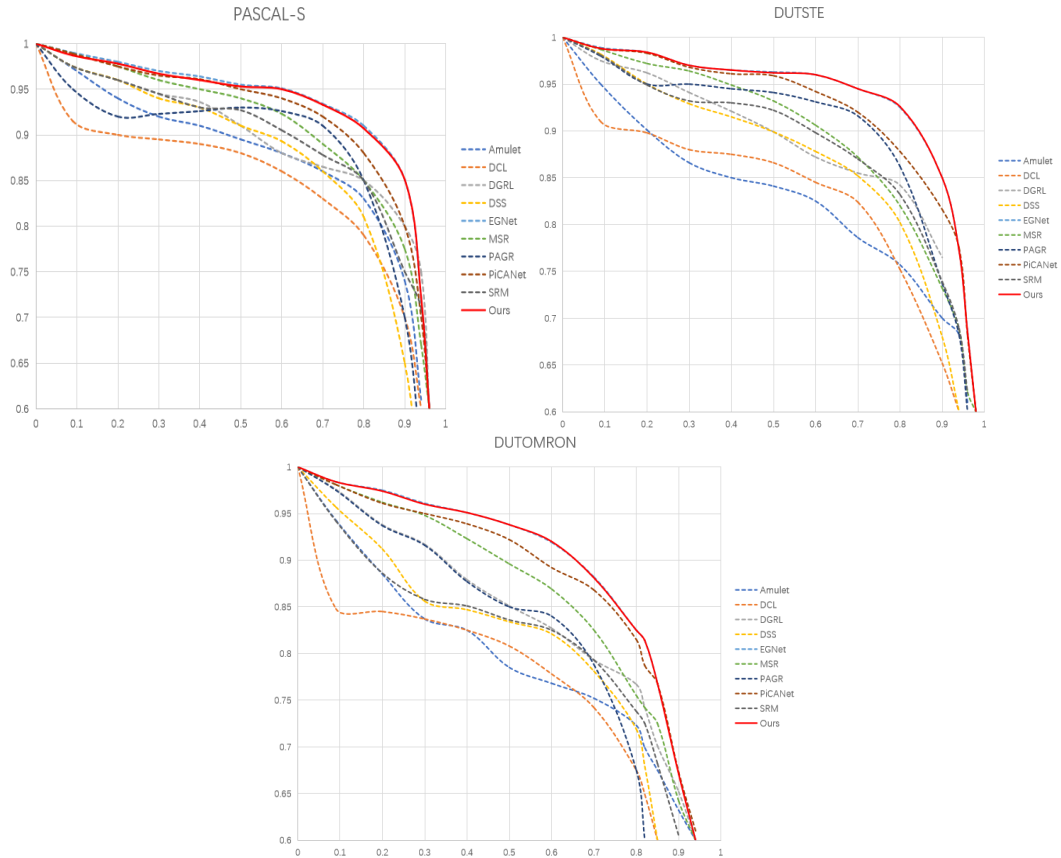 PASCAL-S
1
0.95
0.9
0.85
0.8
0.75
0.7
0.65
0.6
0 0.1 0.2 0.3 0.4 0.5 0.6 0.7 0.8 0.9 1
Amulet
DCL
DGRL
DSS
EGNet
MSR
PAGR
PiCANet
SRM
Ours
DUTSTE
1
0.95
0.9
0.85
0.8
0.75
0.7
0.65
0.6
0 0.1 0.2 0.3 0.4 0.5 0.6 0.7 0.8 0.9 1
Amulet
DCL
DGRL
DSS
EGNet
MSR
PAGR
PiCANet
SRM
Ours
DUTOMRON
1
0.95
0.9
0.85
0.8
0.75
0.7
0.65
0.6
0 0.1 0.2 0.3 0.4 0.5 0.6 0.7 0.8 0.9 1
Amulet
DCL
DGRL
DSS
EGNet
MSR
PAGR
PiCANet
SRM
Ours